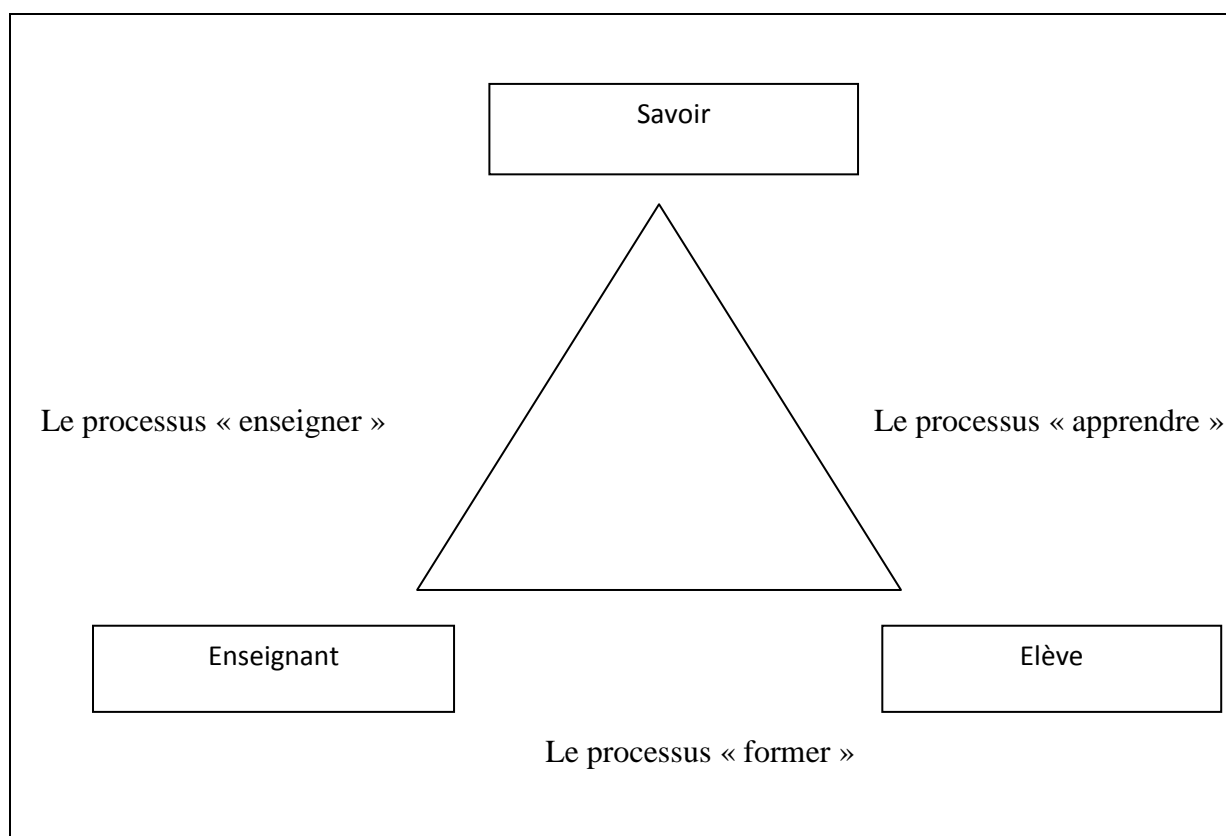 Savoir
Le processus « enseigner »
Le processus « apprendre »
Enseignant
Elève
Le processus « former »